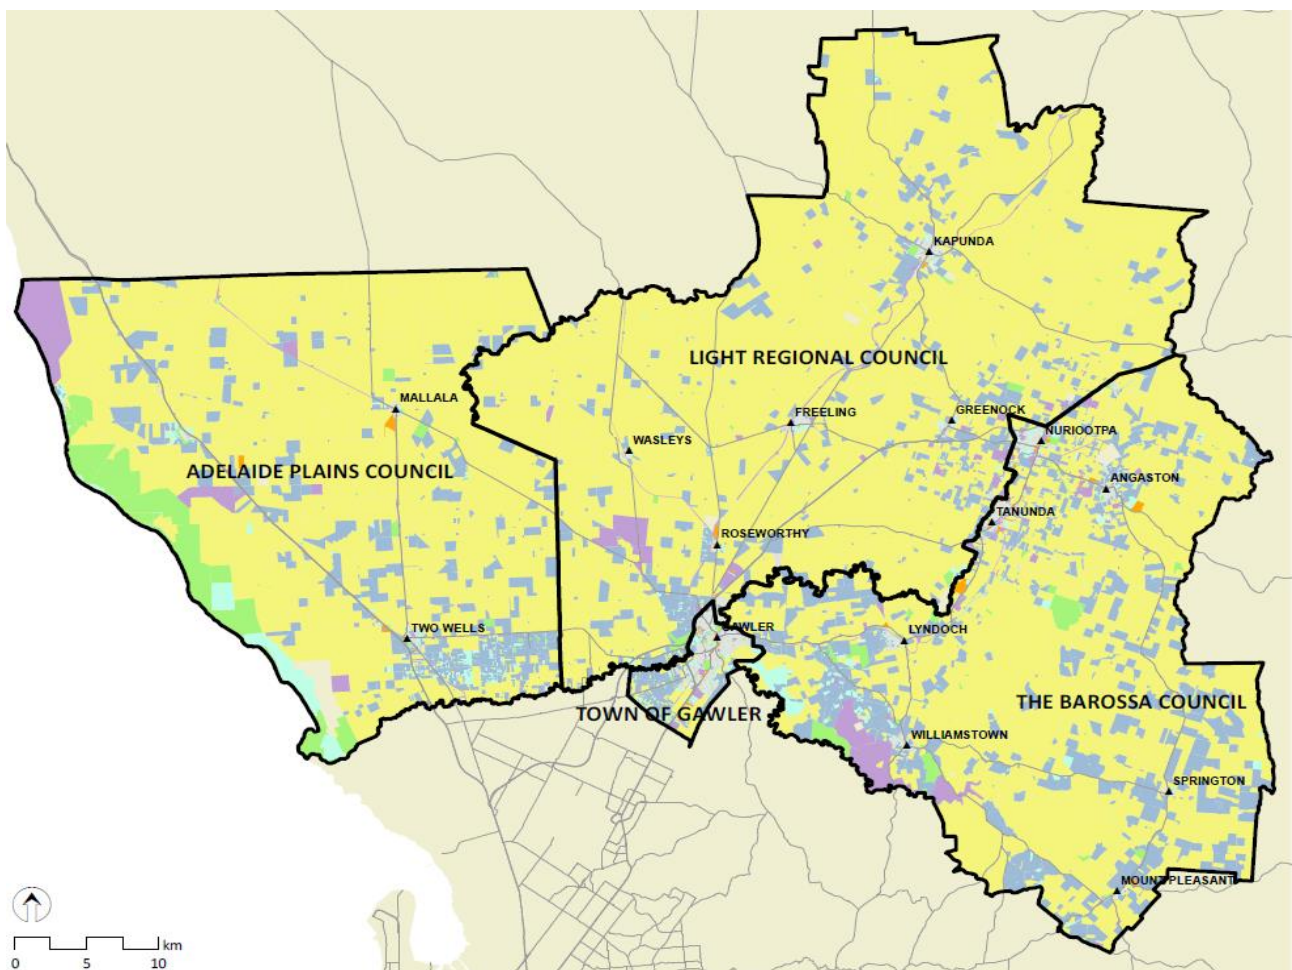 KAPUNDA
LIGHT REGIONAL COUNCIL
MALLALA
FREELING
GREENOCK
NURIOOTPA
WASLEYS
ADELAIDE PLAINS COUNCIL
ANGASTON
TANUNDA
ROSEWORTHY
TWO WELLS
GAWLER
LYNDOCH
THE BAROSSA COUNCIL
TOWN OF GAWLER
WILLIAMSTOWN
SPRINGTON
MOUNT PLEASANT
km
0 5 10